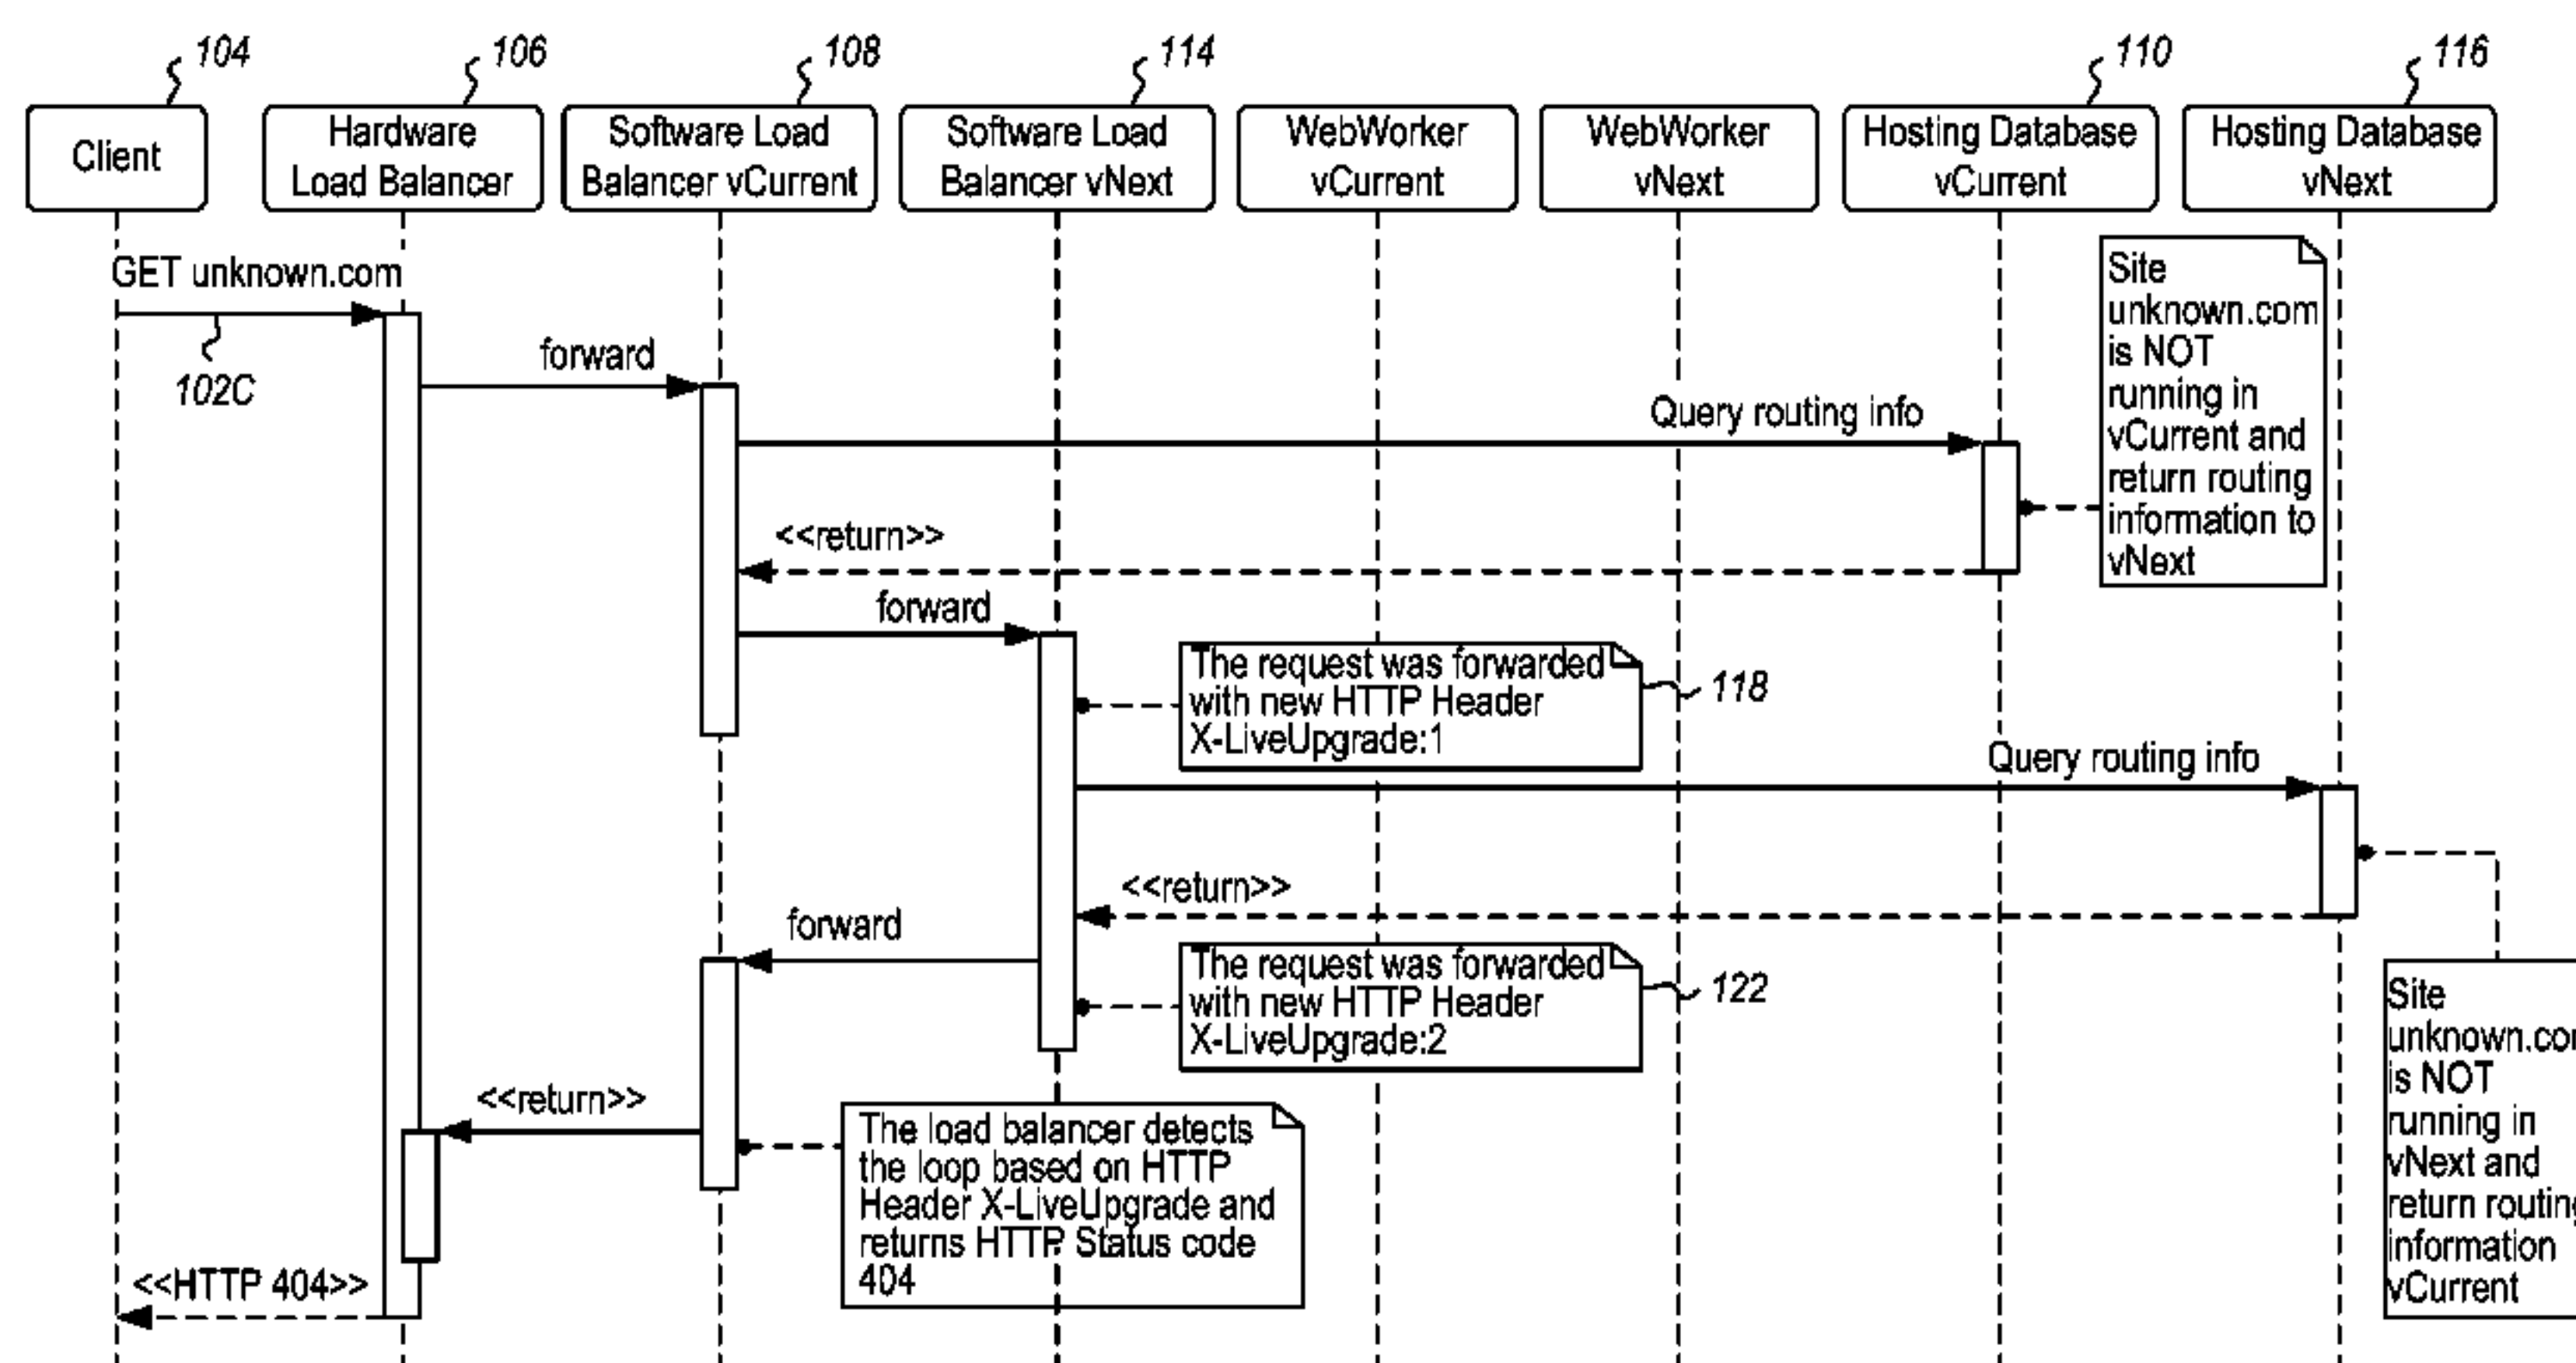 104
106
108
114
110
116
Client
Hardware
Load Balancer
Software Load
Balancer vCurrent
Software Load
Balancer vNext
WebWorker
vCurrent
WebWorker
vNext
Hosting Database
vCurrent
Hosting Database
vNext
GET unknown.com
102C
forward
Query routing info
Site
unknown.com
is NOT
running in
vCurrent and
return routing
information to
vNext
<<return>>
forward
The request was forwarded
with new HTTP Header
X-LiveUpgrade:1
118
Query routing info
<<return>>
forward
The request was forwarded
with new HTTP Header
X-LiveUpgrade:2
122
Site
unknown.com
is NOT
running in
vNext and
return routing
information
vCurrent
<<return>>
The load balancer detects
the loop based on HTTP
Header X-LiveUpgrade and
returns HTTP Status code
404
<<HTTP 404>>